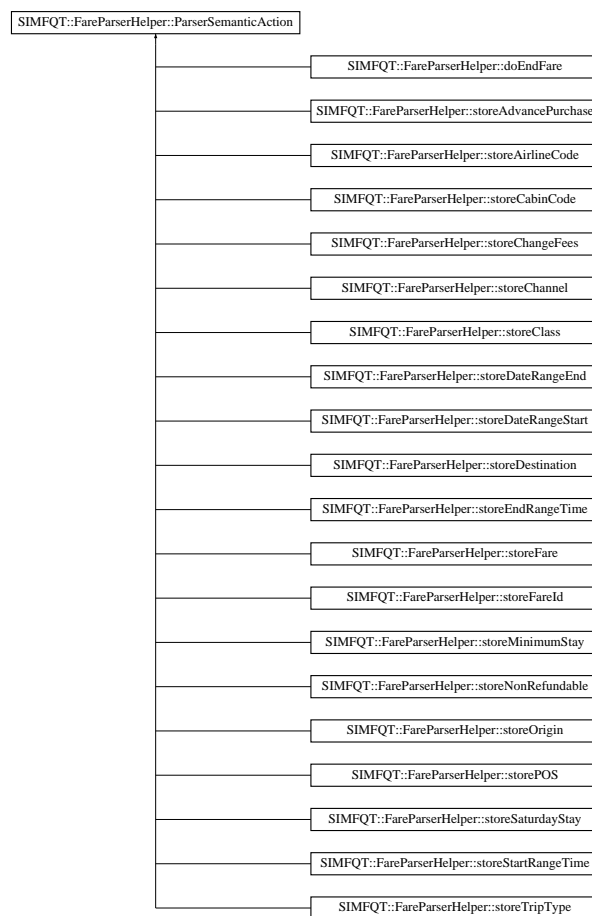 SIMFQT::FareParserHelper::ParserSemanticAction
SIMFQT::FareParserHelper::doEndFare
SIMFQT::FareParserHelper::storeAdvancePurchase
SIMFQT::FareParserHelper::storeAirlineCode
SIMFQT::FareParserHelper::storeCabinCode
SIMFQT::FareParserHelper::storeChangeFees
SIMFQT::FareParserHelper::storeChannel
SIMFQT::FareParserHelper::storeClass
SIMFQT::FareParserHelper::storeDateRangeEnd
SIMFQT::FareParserHelper::storeDateRangeStart
SIMFQT::FareParserHelper::storeDestination
SIMFQT::FareParserHelper::storeEndRangeTime
SIMFQT::FareParserHelper::storeFare
SIMFQT::FareParserHelper::storeFareId
SIMFQT::FareParserHelper::storeMinimumStay
SIMFQT::FareParserHelper::storeNonRefundable
SIMFQT::FareParserHelper::storeOrigin
SIMFQT::FareParserHelper::storePOS
SIMFQT::FareParserHelper::storeSaturdayStay
SIMFQT::FareParserHelper::storeStartRangeTime
SIMFQT::FareParserHelper::storeTripType